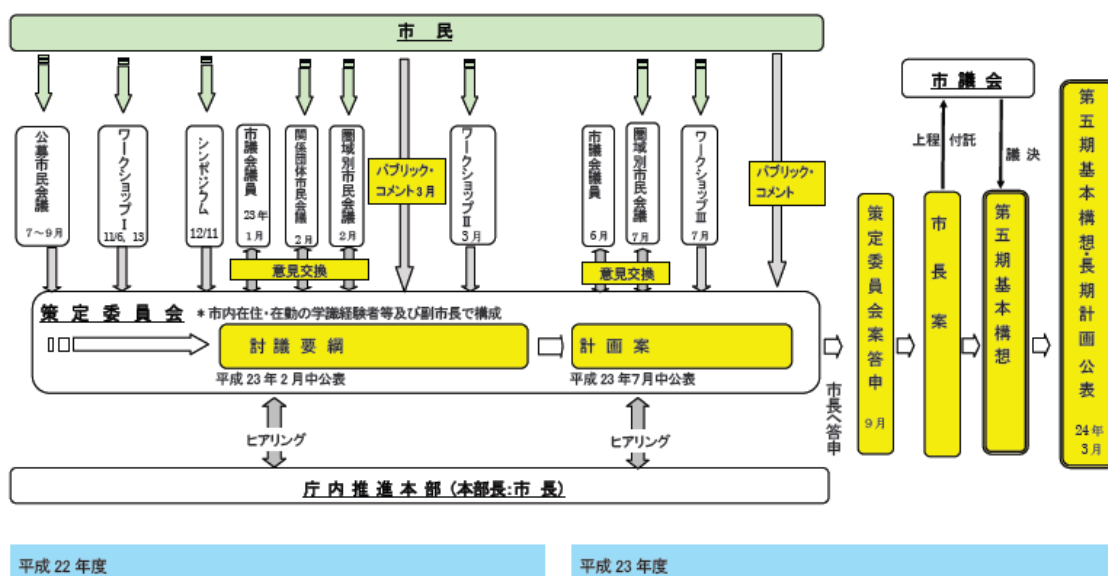 市 民
公募市民会議
7～9月
ワークショップⅠ
11/6, 13
シンポジウム
12/11
市議会議員
23年
1月
関係団体市民会議
2月
圏域別市民会議
2月
パブリック・
コメント3月
ワークショップⅡ
3月
市議会議員
6月
圏域別市民会議
7月
ワークショップⅢ
7月
パブリック・
コメント
意見交換
意見交換
策 定 委 員 会 *市内在住・在勤の学識経験者等及び副市長で構成
討 議 要 綱
平成 23 年 2 月中公表
計 画 案
平成 23 年7月中公表
ヒアリング
ヒアリング
庁 内 推 進 本 部 (本部長:市 長)
市長へ答申
策定委員会案答申
9月
市 議 会
上程
付託
議 決
市長案
第五期基本構想
第五期基本構想・長期計画 公表
24年
3月
平成 22 年度
平成 23 年度